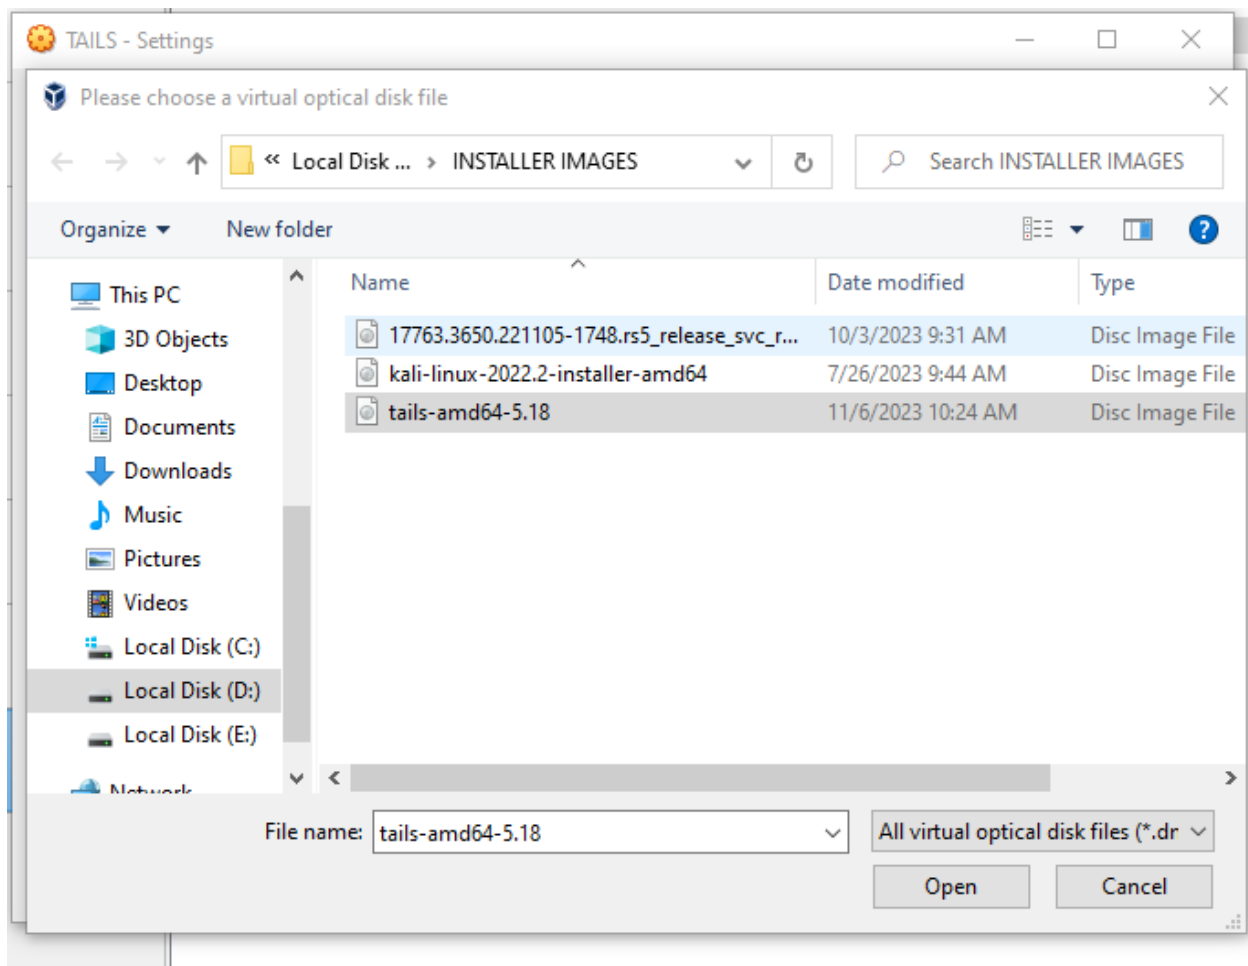 TAILS - Settings
Please choose a virtual optical disk file
« Local Disk ... › INSTALLER IMAGES
Search INSTALLER IMAGES
Organize
New folder
Name
Date modified
Type
This PC
3D Objects
Desktop
Documents
Downloads
Music
Pictures
Videos
Local Disk (C:)
Local Disk (D:)
Local Disk (E:)
Network
17763.3650.221105-1748.rs5_release_svc_r... 10/3/2023 9:31 AM Disc Image File
kali-linux-2022.2-installer-amd64 7/26/2023 9:44 AM Disc Image File
tails-amd64-5.18 11/6/2023 10:24 AM Disc Image File
File name: tails-amd64-5.18
All virtual optical disk files (*.dr
Open
Cancel